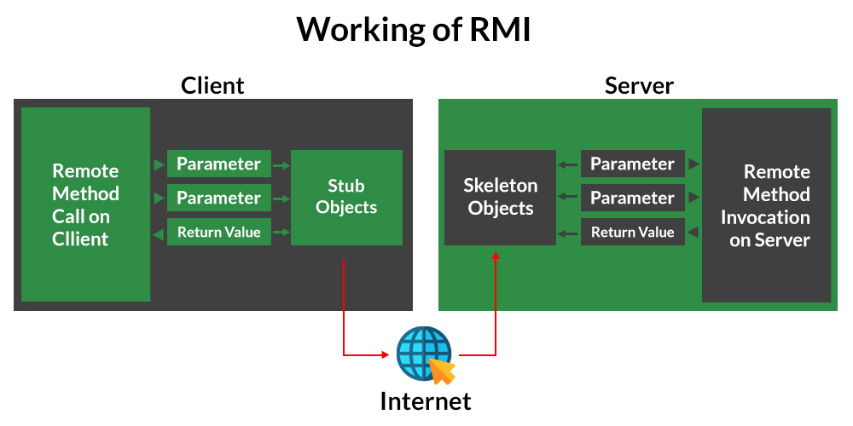 Working of RMI
Client
Server
Remote
Method
Call on
Cllient
Parameter
Parameter
Return Value
Stub
Objects
Skeleton
Objects
Parameter
Parameter
Return Value
Remote
Method
Invocation
on Server
Internet